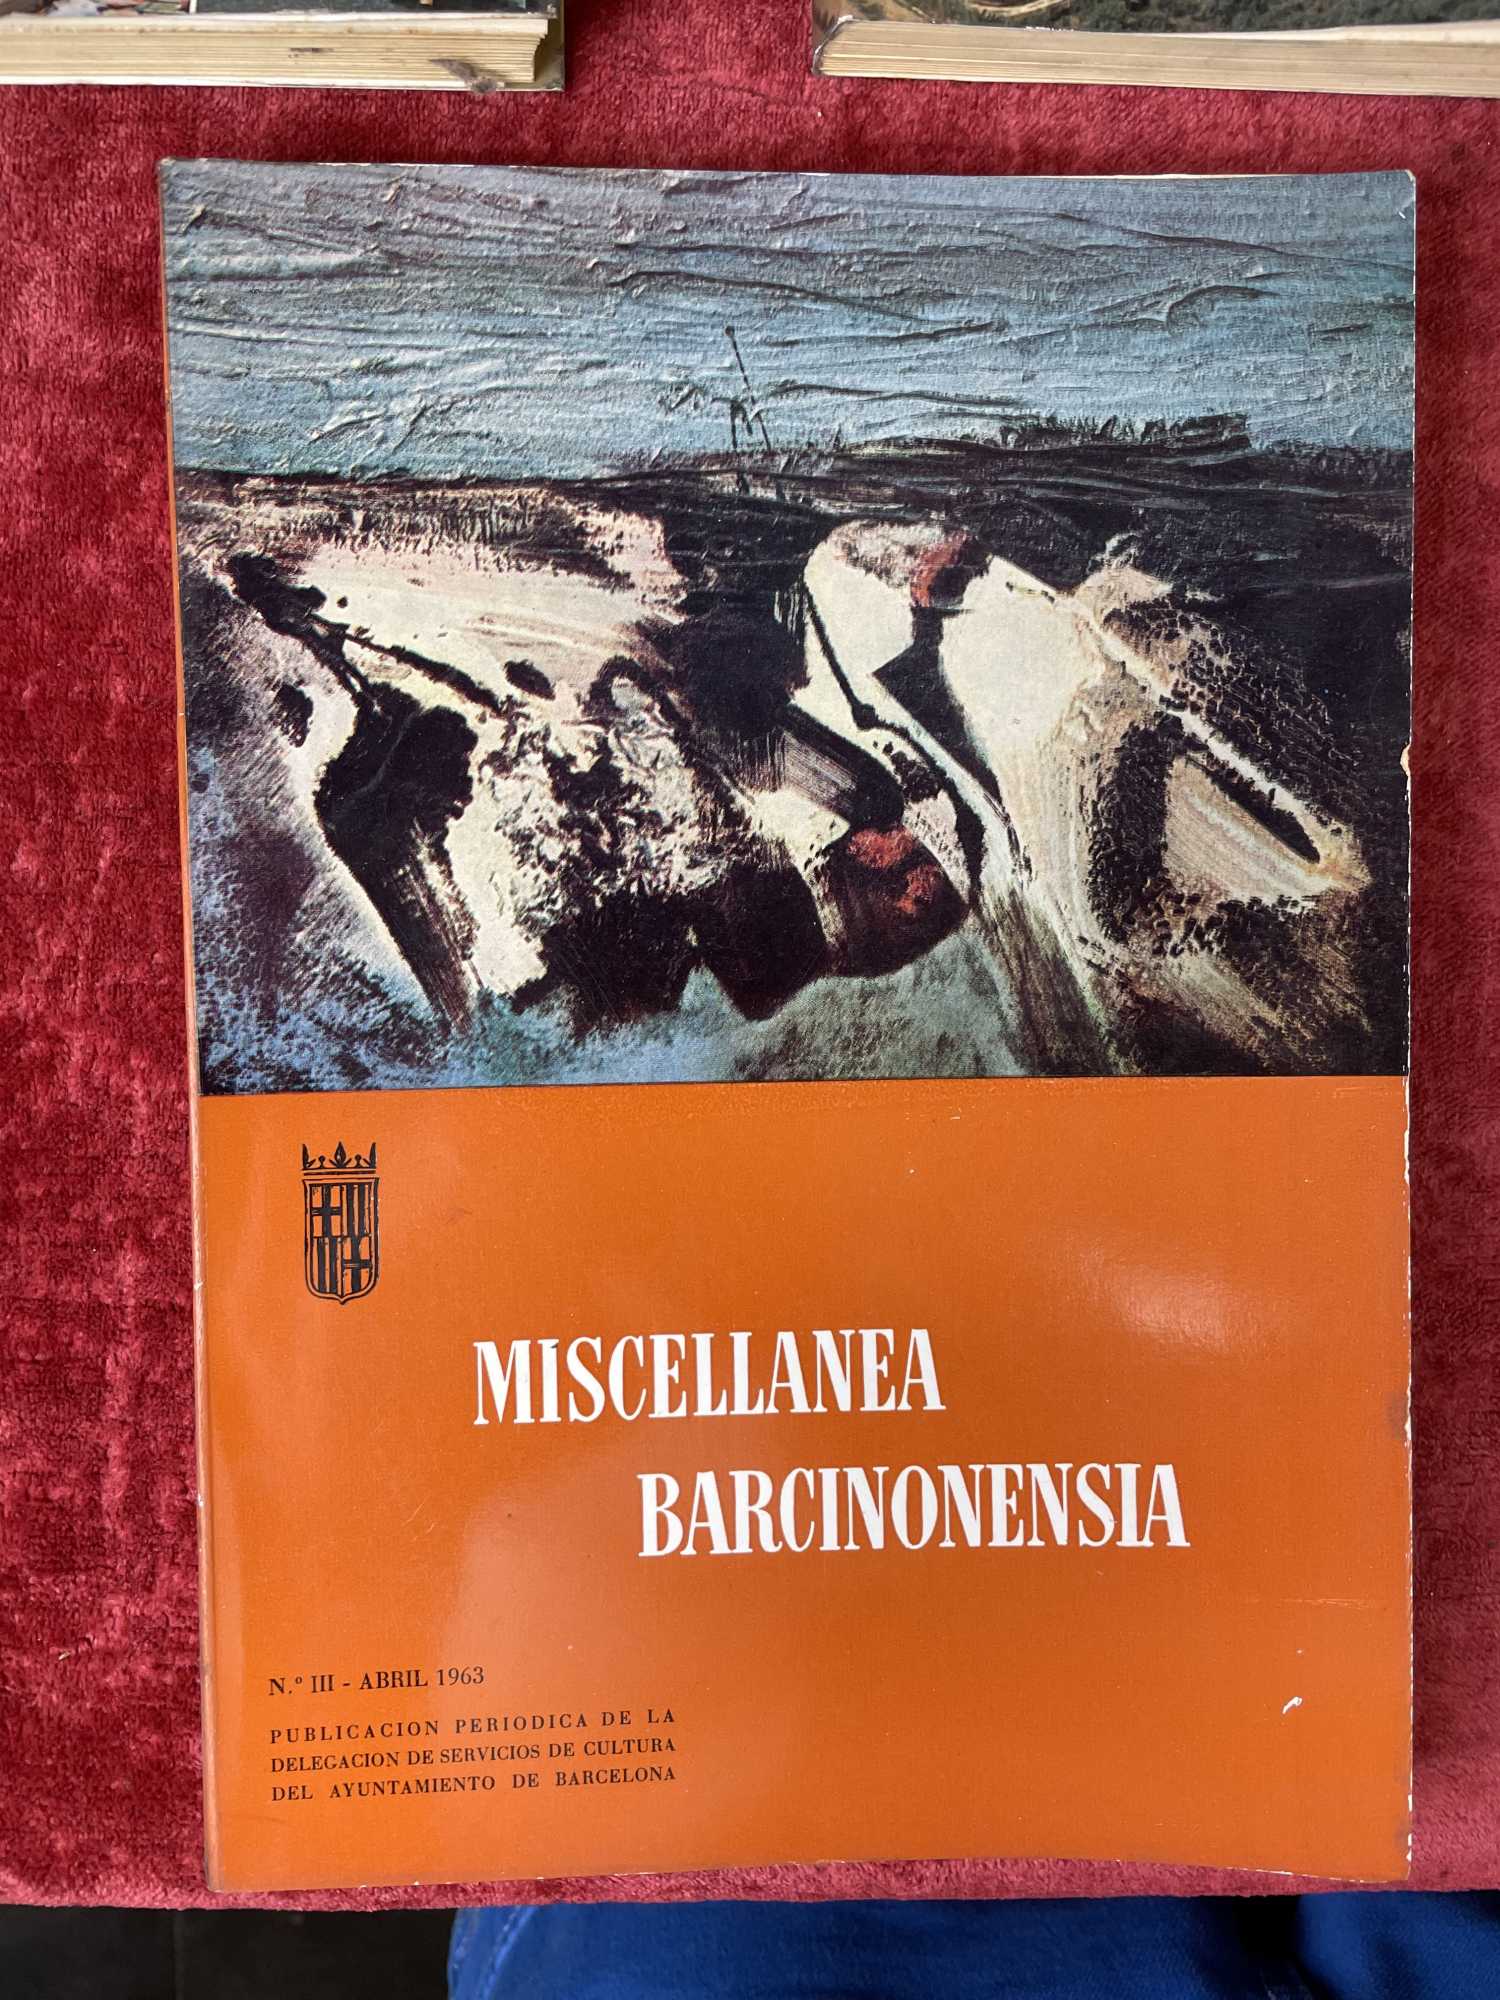 MISCELLANEA
BARCINONENSIA
N.º III - ABRIL 1963
PUBLICACION PERIODICA DE LA
DELEGACION DE SERVICIOS DE CULTURA
DEL AYUNTAMIENTO DE BARCELONA